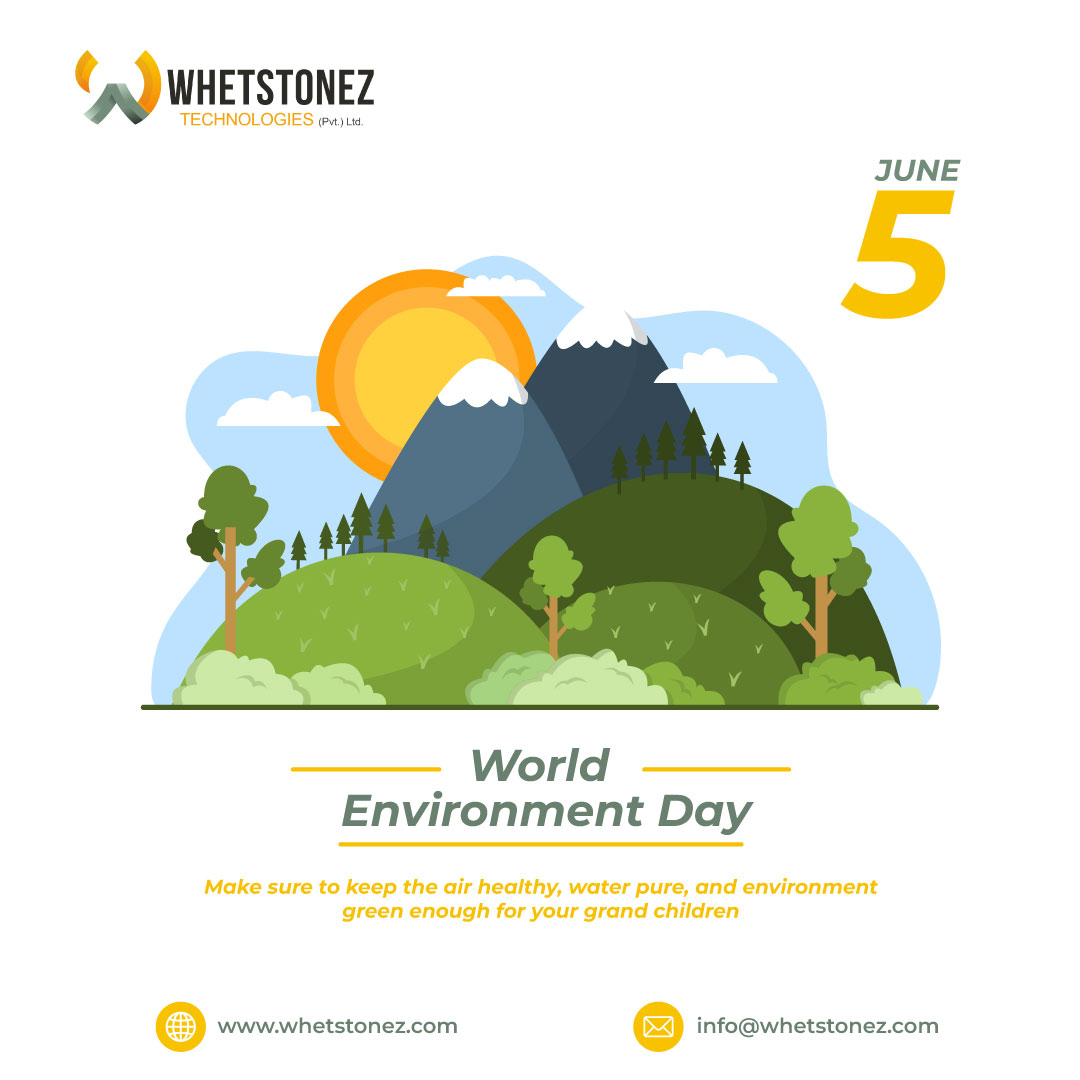 WHETSTONEZ
TECHNOLOGIES (Pvt.) Ltd.
JUNE
5
World
Environment Day
Make sure to keep the air healthy, water pure, and environment
green enough for your grand children
www.whetstonez.com
info@whetstonez.com